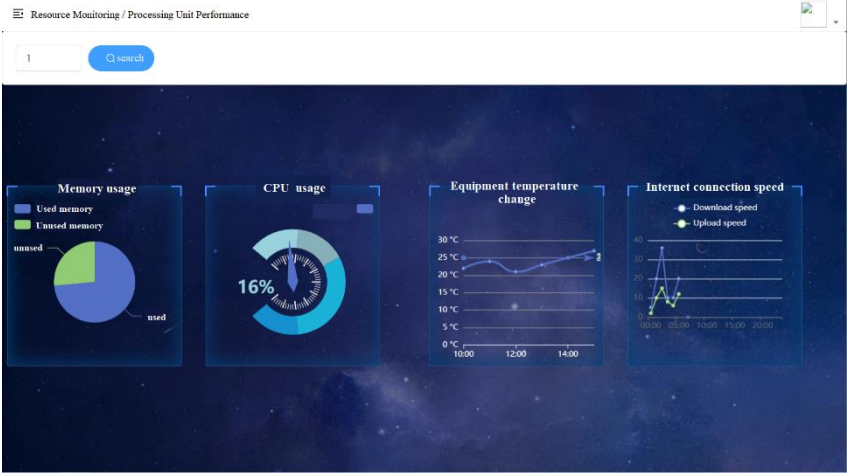 Resource Monitoring / Processing Unit Performance
1
search
Memory usage
Used memory
Unused memory
unused
used
CPU usage
16%
Equipment temperature
change
30 °C
25 °C
20 °C
15 °C
10 °C
5 °C
0 °C
10:00 12:00 14:00
Internet connection speed
Download speed
Upload speed
40
30
20
10
0
00:00 05:00 10:00 15:00 20:00